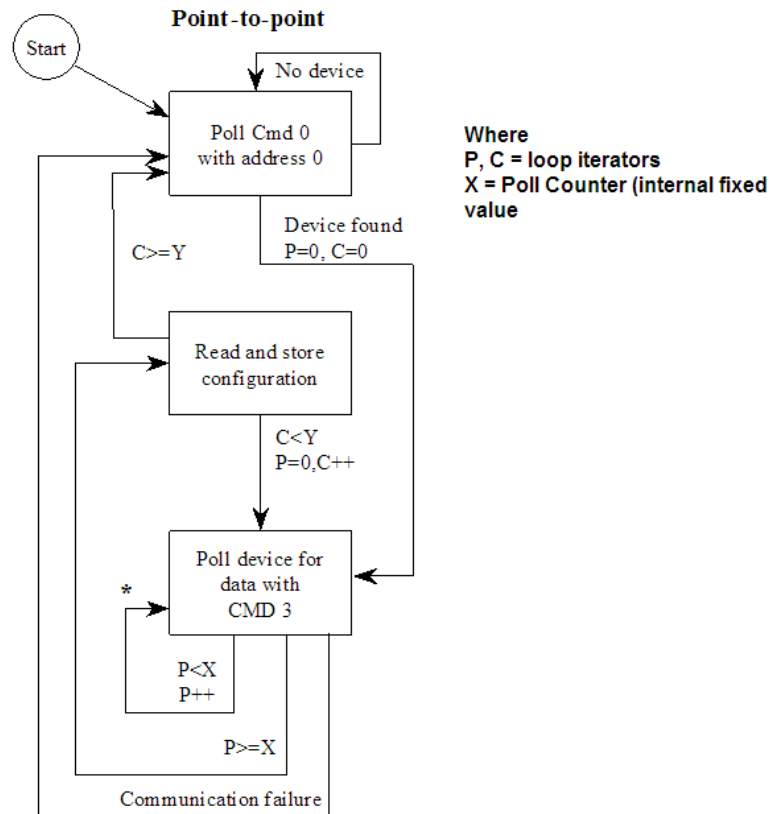 Point-to-point
Start
No device
Poll Cmd 0
with address 0
Where
P, C = loop iterators
X = Poll Counter (internal fixed
value
Device found
P=0, C=0
C>=Y
Read and store
configuration
C<Y
P=0,C++
Poll device for
data with
CMD 3
*
P<X
P++
P>=X
Communication failure